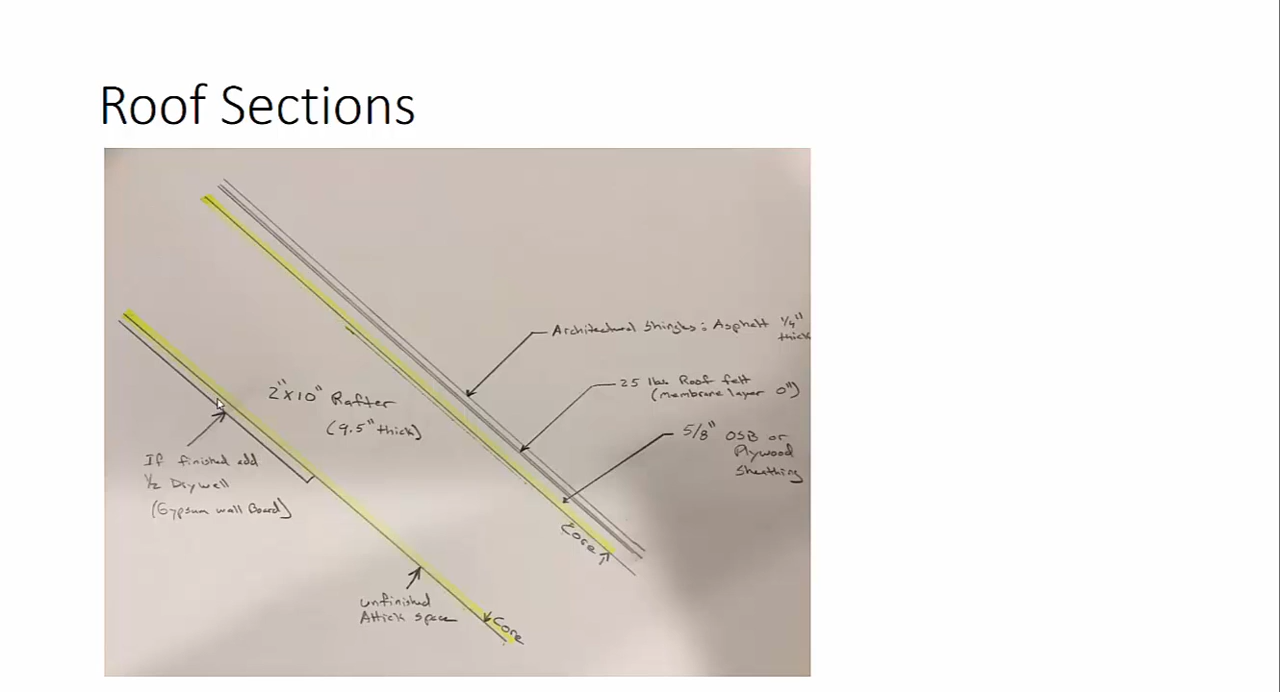 Roof Sections
Architectural Shingles: Asphalt 1/4"
thick
25 lbs Roof felt
(membrane layer 0")
5/8" OSB or
Plywood
Sheathing
2"x10" Rafter
(9.5" thick)
If finished add
1/2 Drywall
(Gypsum wall Board)
Core
unfinished
Attick space
Core